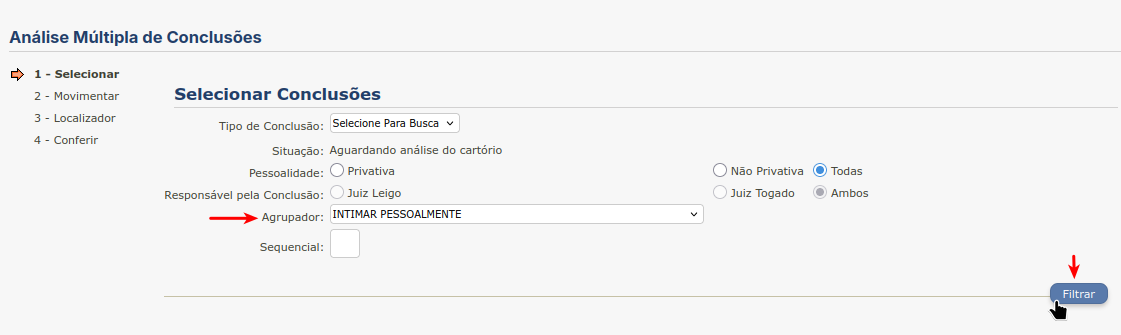 Análise Múltipla de Conclusões
1 - Selecionar
2 - Movimentar
3 - Localizador
4 - Conferir
Selecionar Conclusões
Tipo de Conclusão: Selecione Para Busca
Situação: Aguardando análise do cartório
Pessoalidade: Privativa Não Privativa Todas
Responsável pela Conclusão: Juiz Leigo Juiz Togado Ambos
Agrupador: INTIMAR PESSOALMENTE
Sequencial:
Filtrar